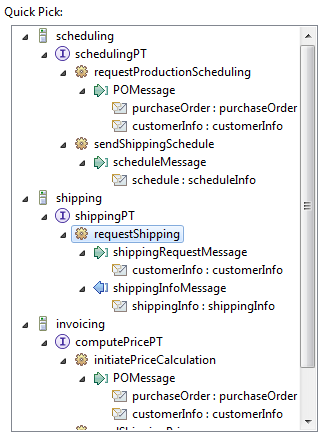 Quick Pick:
scheduling
schedulingPT
requestProductionScheduling
POMessage
purchaseOrder : purchaseOrder
customerInfo : customerInfo
sendShippingSchedule
scheduleMessage
schedule : scheduleInfo
shipping
shippingPT
requestShipping
shippingRequestMessage
customerInfo : customerInfo
shippingInfoMessage
shippingInfo : shippingInfo
invoicing
computePricePT
initiatePriceCalculation
POMessage
purchaseOrder : purchaseOrder
customerInfo : customerInfo